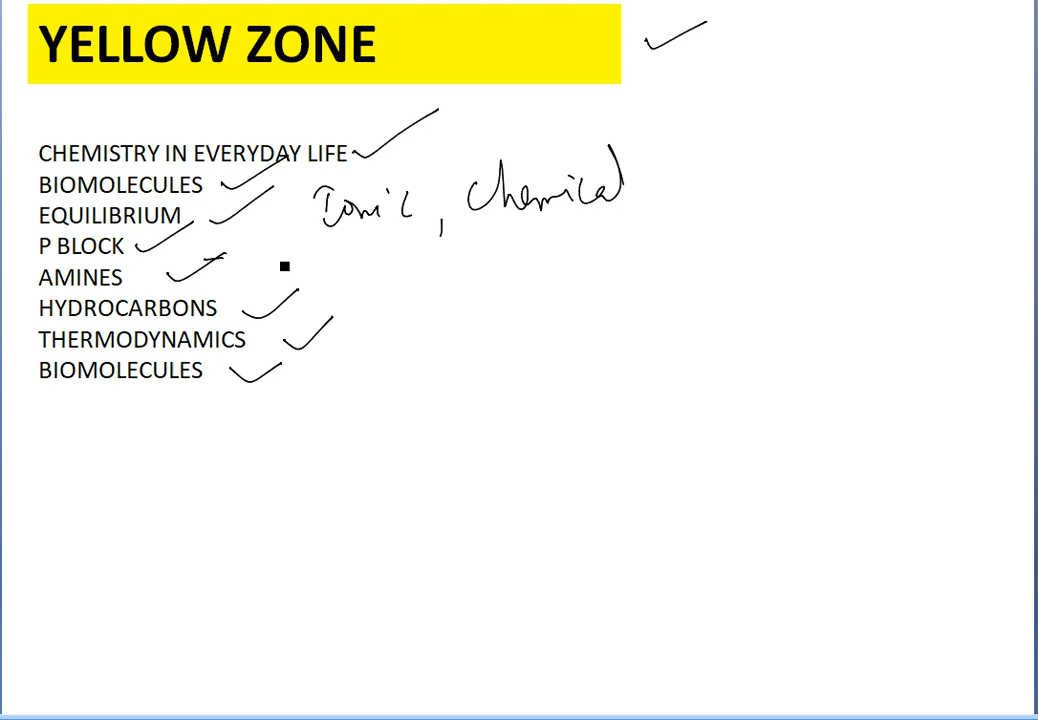 YELLOW ZONE
CHEMISTRY IN EVERYDAY LIFE
BIOMOLECULES
EQUILIBRIUM Ionic, Chemical
P BLOCK
AMINES
HYDROCARBONS
THERMODYNAMICS
BIOMOLECULES